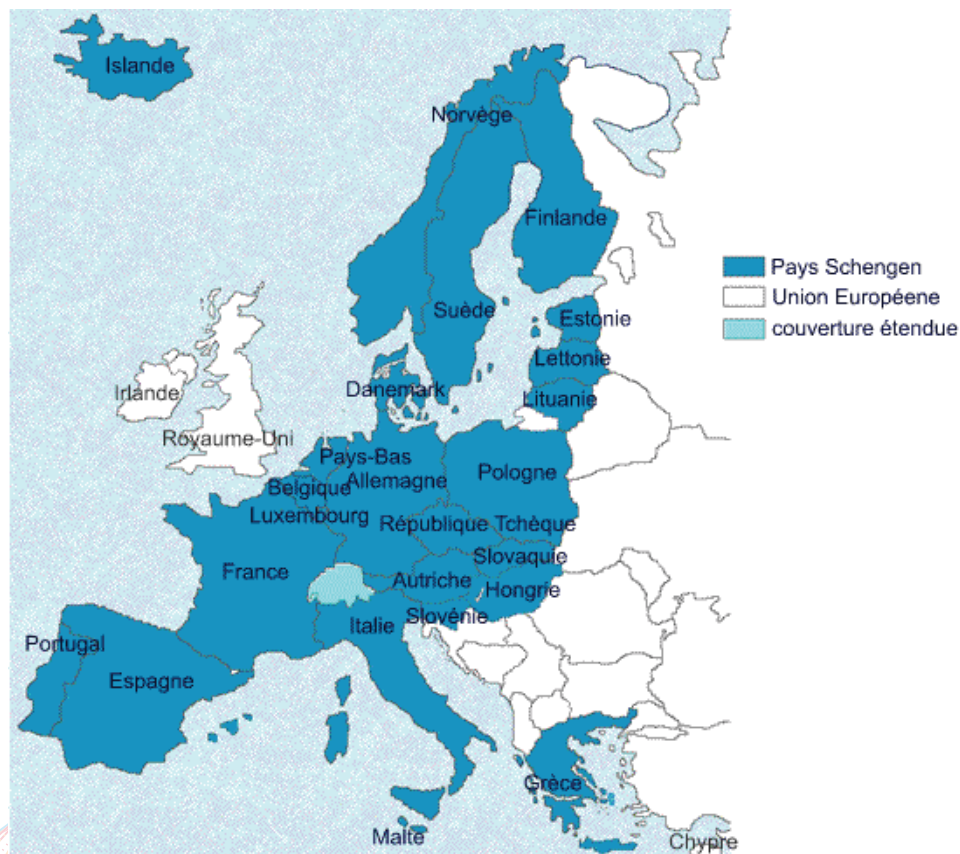 Islande
Norvège
Finlande
Pays Schengen
Union Européene
couverture étendue
Suède
Estonie
Lettonie
Lituanie
Danemark
Irlande
Royaume-Uni
Pays-Bas
Allemagne
Pologne
Belgique
Luxembourg
République Tchèque
Slovaquie
France
Autriche
Hongrie
Slovénie
Italie
Portugal
Espagne
Grèce
Malte
Chypre